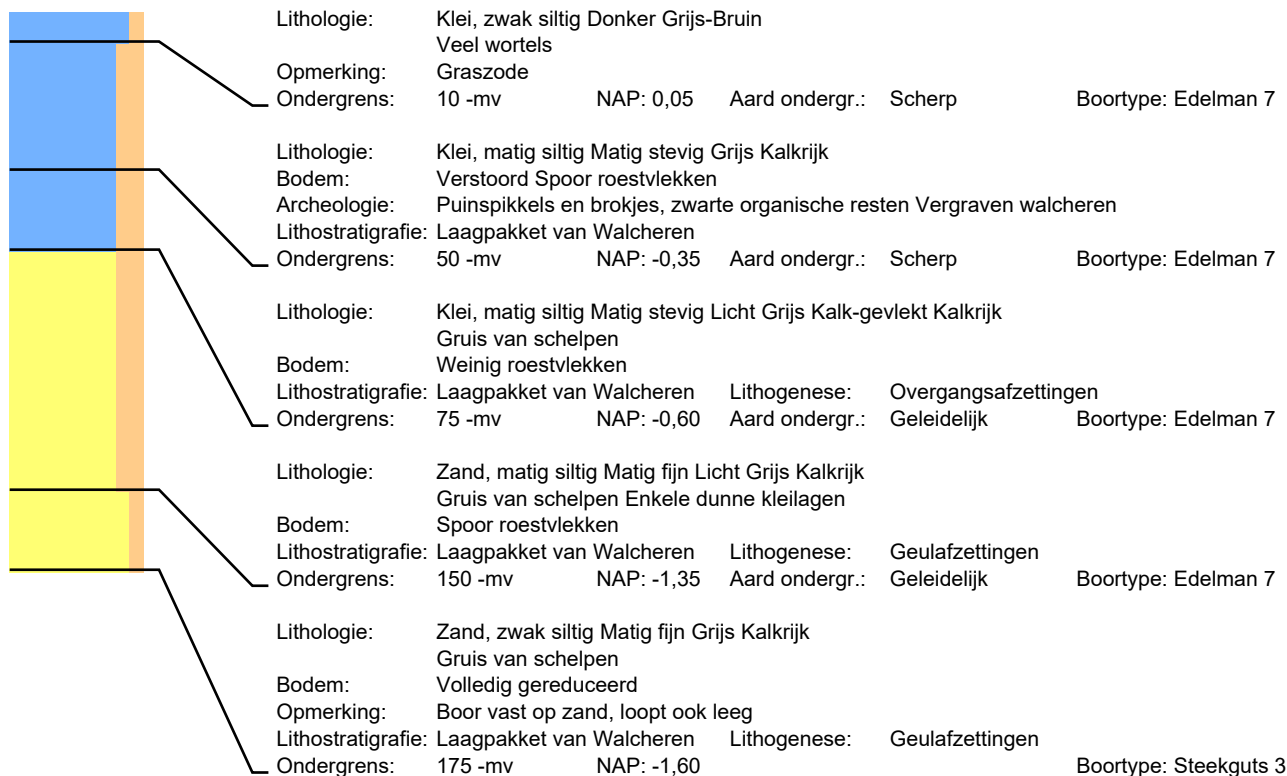 Lithologie: Klei, zwak siltig Donker Grijs-Bruin
Veel wortels
Opmerking: Graszode
Ondergrens: 10 -mv NAP: 0,05 Aard ondergr.: Scherp Boortype: Edelman 7
Lithologie: Klei, matig siltig Matig stevig Grijs Kalkrijk
Bodem: Verstoord Spoor roestvlekken
Archeologie: Puinspikkels en brokjes, zwarte organische resten Vergraven walcheren
Lithostratigrafie: Laagpakket van Walcheren
Ondergrens: 50 -mv NAP: -0,35 Aard ondergr.: Scherp Boortype: Edelman 7
Lithologie: Klei, matig siltig Matig stevig Licht Grijs Kalk-gevlekt Kalkrijk
Gruis van schelpen
Bodem: Weinig roestvlekken
Lithostratigrafie: Laagpakket van Walcheren Lithogenese: Overgangsafzettingen
Ondergrens: 75 -mv NAP: -0,60 Aard ondergr.: Geleidelijk Boortype: Edelman 7
Lithologie: Zand, matig siltig Matig fijn Licht Grijs Kalkrijk
Gruis van schelpen Enkele dunne kleilagen
Bodem: Spoor roestvlekken
Lithostratigrafie: Laagpakket van Walcheren Lithogenese: Geulafzettingen
Ondergrens: 150 -mv NAP: -1,35 Aard ondergr.: Geleidelijk Boortype: Edelman 7
Lithologie: Zand, zwak siltig Matig fijn Grijs Kalkrijk
Gruis van schelpen
Bodem: Volledig gereduceerd
Opmerking: Boor vast op zand, loopt ook leeg
Lithostratigrafie: Laagpakket van Walcheren Lithogenese: Geulafzettingen
Ondergrens: 175 -mv NAP: -1,60 Boortype: Steekguts 3